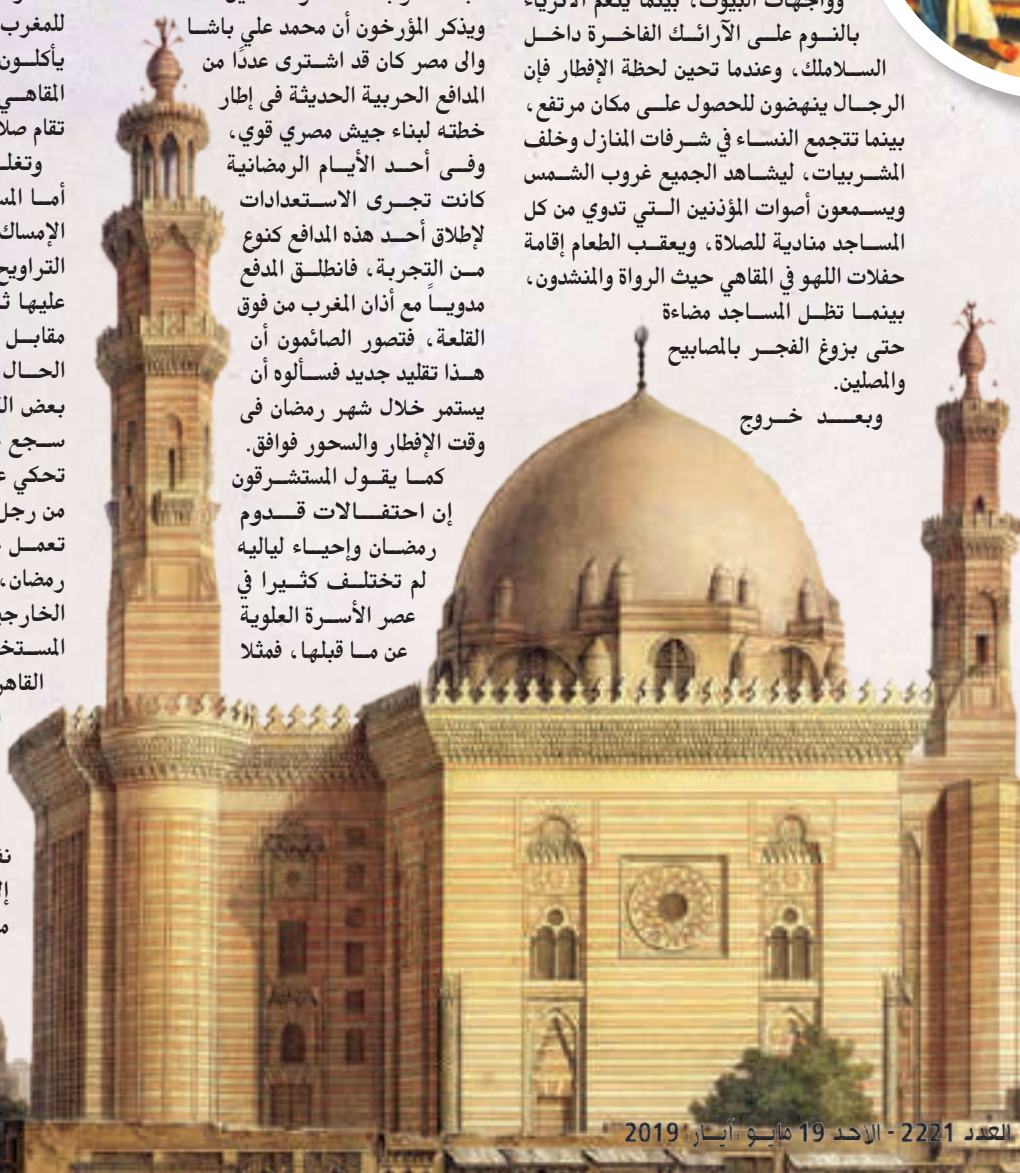 وواجهات البيوت، بينما ينعم الأثرياء
بالنوم على الآرائك الفاخرة داخل
السلاملك، وعندما تحين لحظة الإفطار فإن
الرجال ينهضون للحصول على مكان مرتفع،
بينما تتجمع النساء في شرفات المنازل وخلف
المشربيات، ليشاهد الجميع غروب الشمس
ويسمعون أصوات المؤذنين التي تدوي من كل
المساجد منادية للصلاة، ويعقب الطعام إقامة
حفلات اللهو في المقاهي حيث الرواة والمنشدون،
بينما تظل المساجد مضاءة
حتى بزوغ الفجر بالمصابيح
والمصلين.
وبعد خروج
ويذكر المؤرخون أن محمد علي باشا
والى مصر كان قد اشترى عددًا من
المدافع الحربية الحديثة فى إطار
خطته لبناء جيش مصري قوي،
وفى أحد الأيام الرمضانية
كانت تجرى الاستعدادات
لإطلاق أحد هذه المدافع كنوع
من التجربة، فانطلق المدفع
مدوياً مع أذان المغرب من فوق
القلعة، فتصور الصائمون أن
هذا تقليد جديد فسألوه أن
يستمر خلال شهر رمضان فى
وقت الإفطار والسحور فوافق.
كما يقول المستشرقون
إن احتفالات قدوم
رمضان وإحياء لياليه
لم تختلف كثيرا في
عصر الأسرة العلوية
عن ما قبلها، فمثلا
للمغرب
يأكلون
المقاهي
تقام صلا
وتغلـ
أما المس
الإمساك
التراويح
عليها ثـ
مقابل
الحال
بعض ال
سجع
تحكي ع
من رجل
تعمل
رمضان،
الخارجي
المستخ
القاهر
العدد 2221 - الأحد 19 مايو (آيار) 2019